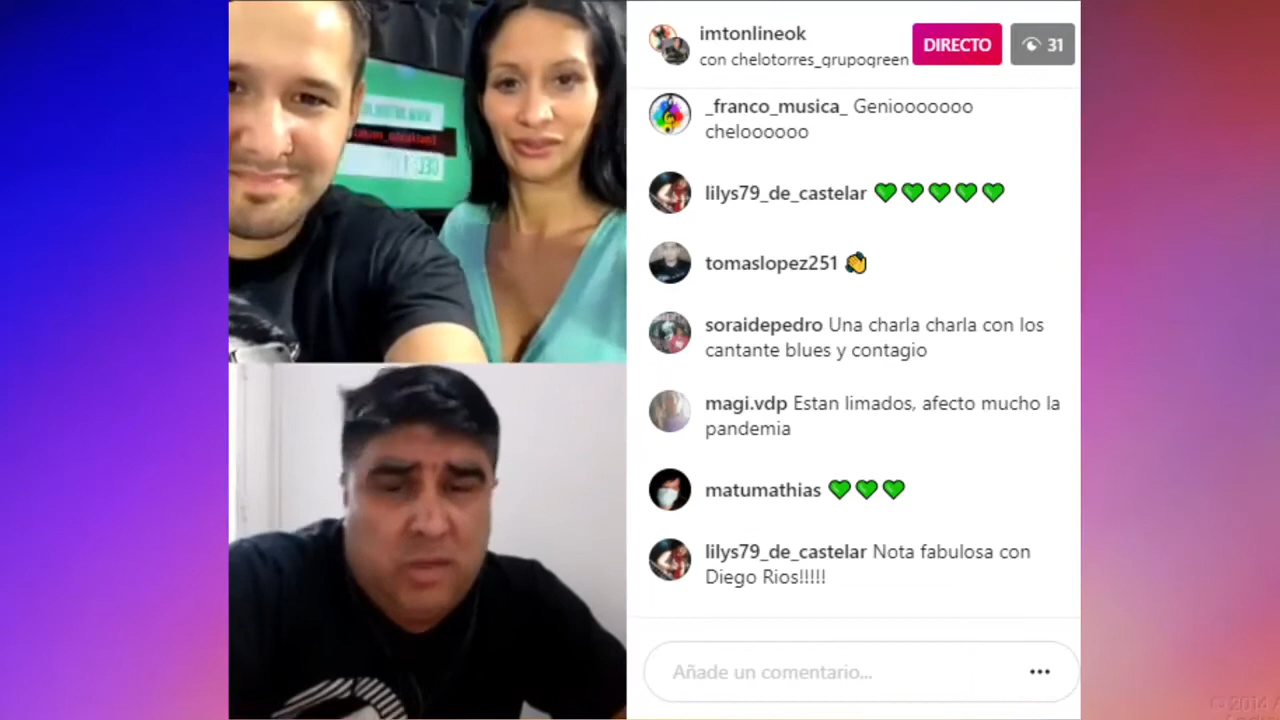 imtonlineok
con chelotorres_grupogreen
DIRECTO
31
_franco_musica_ Geniooooooo
cheloooooo
lilys79_de_castelar 💚💚💚💚💚
tomaslopez251 👏
soraidepedro Una charla charla con los
cantante blues y contagio
magi.vdp Estan limados, afecto mucho la
pandemia
matumathias 💚💚💚
lilys79_de_castelar Nota fabulosa con
Diego Rios!!!!!
Añade un comentario...
© 2014